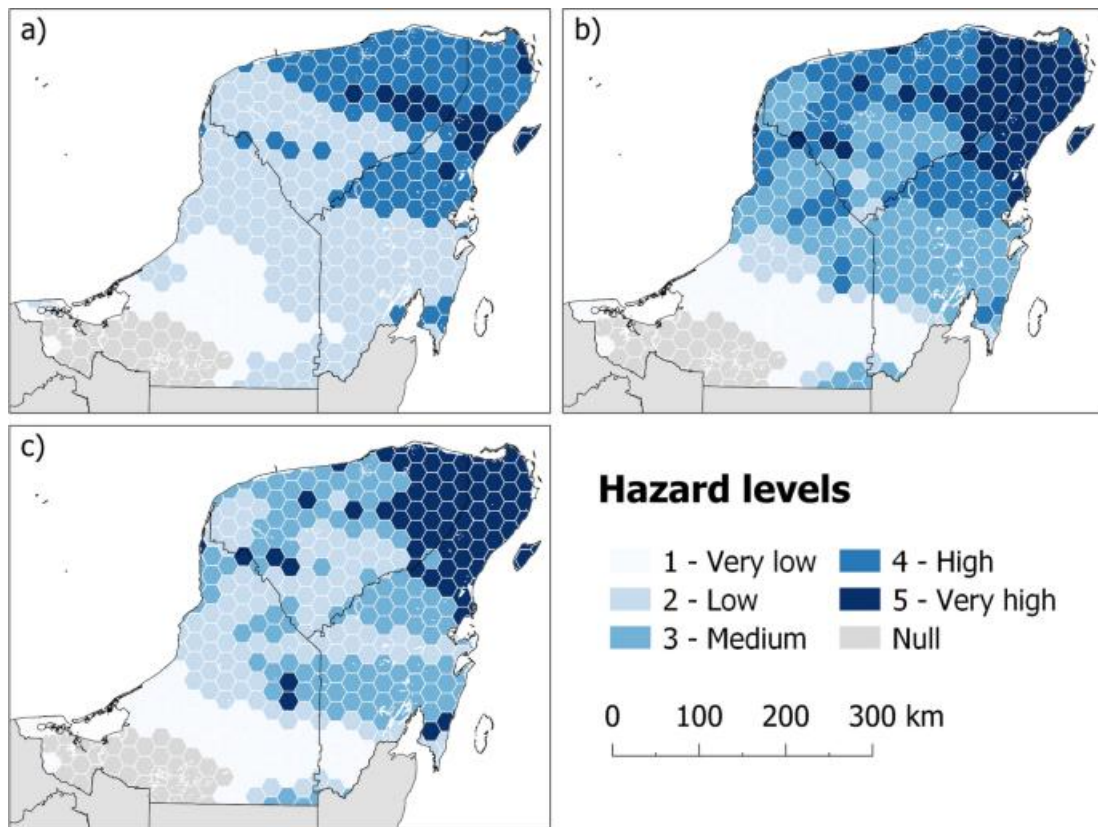 a)
b)
c)
Hazard levels
1 - Very low
4 - High
2 - Low
5 - Very high
3 - Medium
Null
0 100 200 300 km